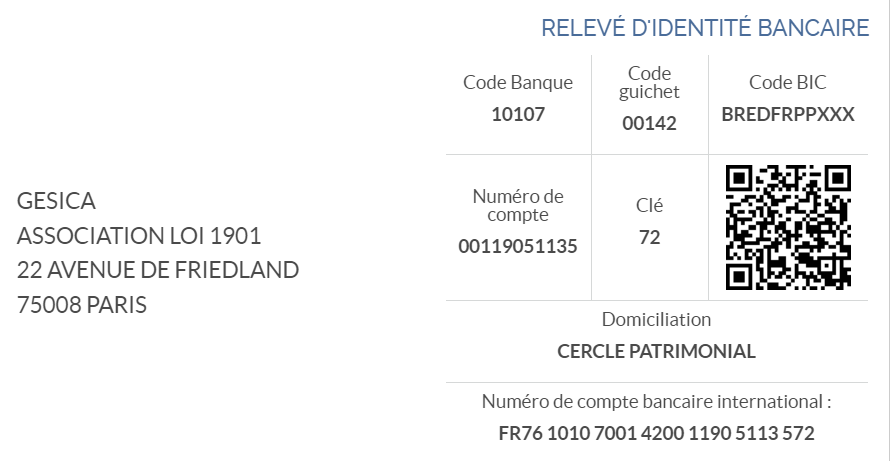 RELEVÉ D'IDENTITÉ BANCAIRE
GESICA
ASSOCIATION LOI 1901
22 AVENUE DE FRIEDLAND
75008 PARIS
Code Banque
10107
Code
guichet
00142
Code BIC
BREDFRPPXXX
Numéro de
compte
00119051135
Clé
72
Domiciliation
CERCLE PATRIMONIAL
Numéro de compte bancaire international :
FR76 1010 7001 4200 1190 5113 572